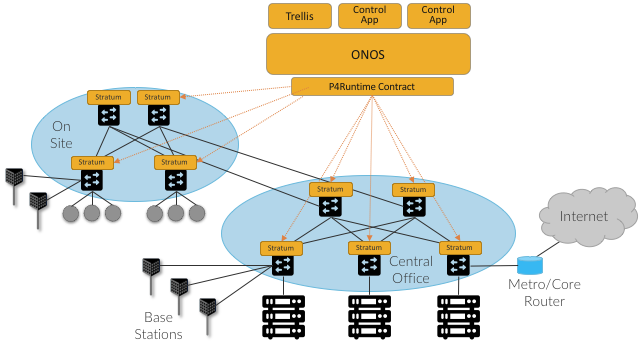 Trellis
Control
App
Control
App
ONOS
P4Runtime Contract
Stratum
Stratum
On
Site
Stratum
Stratum
Stratum
Stratum
Internet
Stratum
Stratum
Stratum
Central
Office
Metro/Core
Router
Base
Stations